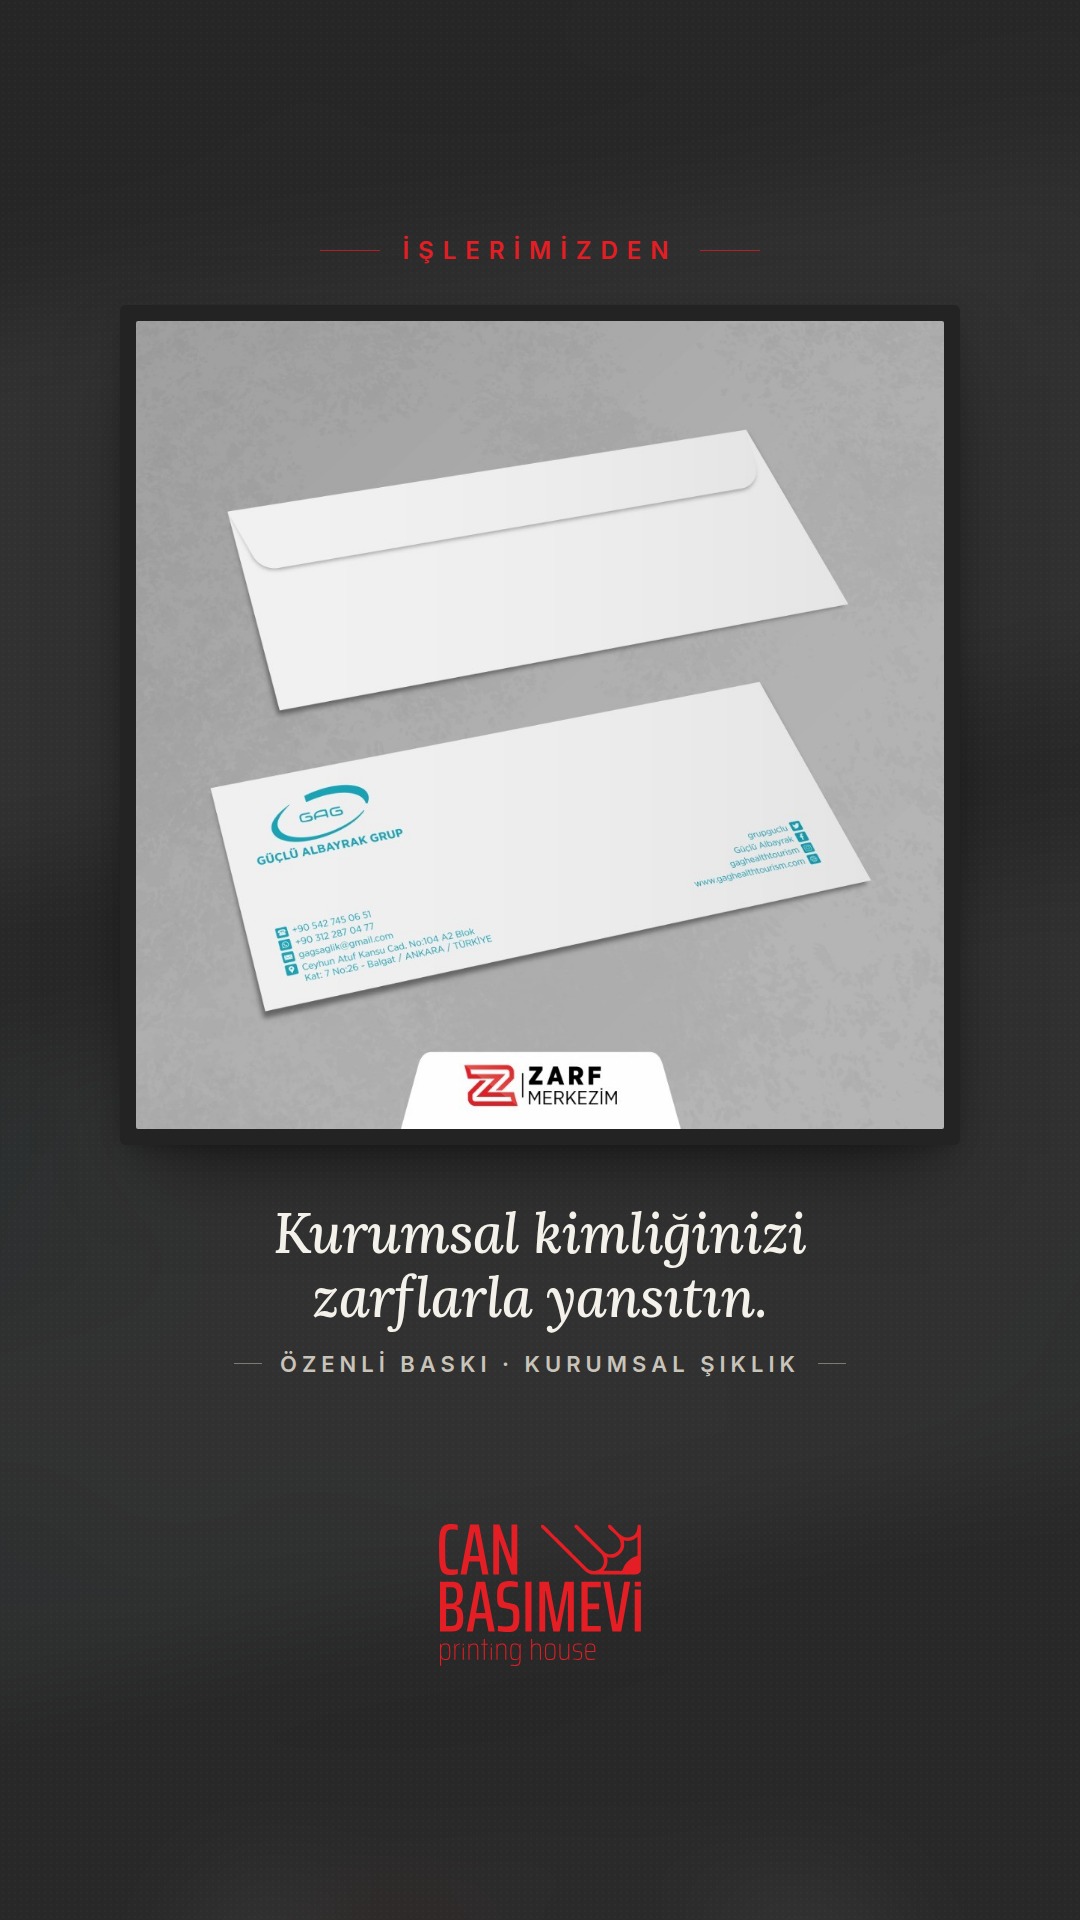 İŞLERİMİZDEN
GAG
GÜÇLÜ ALBAYRAK GRUP
grupguclu
Güçlü Albayrak
gaghealthtourism
www.gaghealthtourism.com
+90 542 745 06 51
+90 312 287 04 77
gagsaglik@gmail.com
Ceyhun Atuf Kansu Cad. No:104 A2 Blok
Kat: 7 No:26 - Balgat / ANKARA / TÜRKİYE
ZARF
MERKEZİM
Kurumsal kimliğinizi
zarflarla yansıtın.
ÖZENLİ BASKI · KURUMSAL ŞIKLIK
CAN
BASIMEVi
printing house